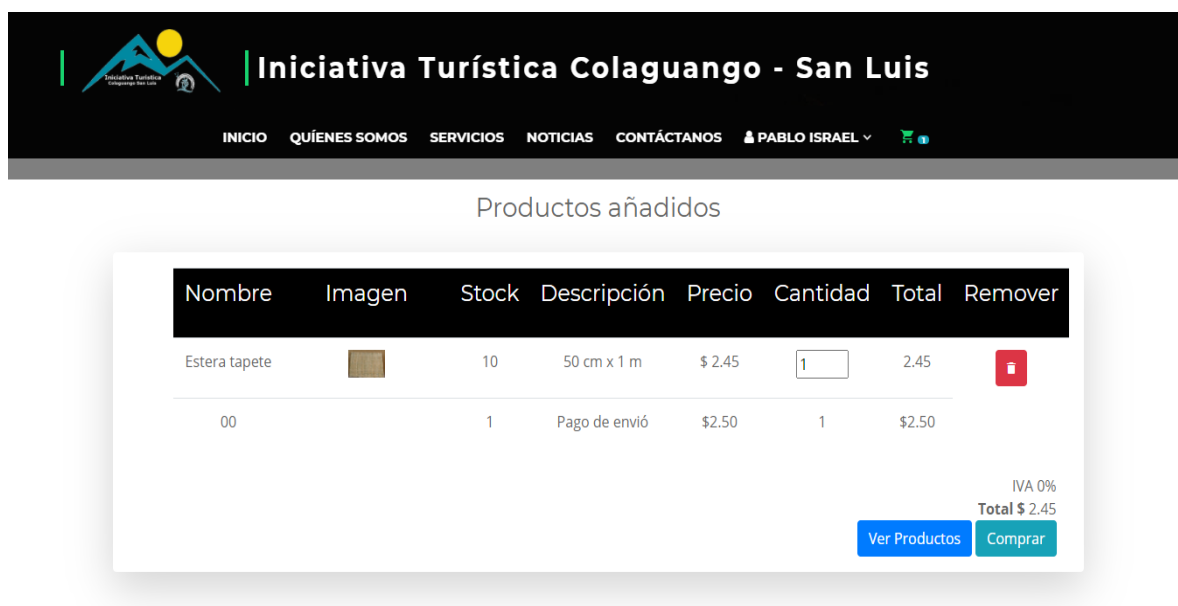 Iniciativa Turística
Colaguango San Luis
Iniciativa Turística Colaguango - San Luis
INICIO QUÍENES SOMOS SERVICIOS NOTICIAS CONTÁCTANOS PABLO ISRAEL 1
Productos añadidos
Nombre Imagen Stock Descripción Precio Cantidad Total Remover
Estera tapete 10 50 cm x 1 m $ 2.45 1 2.45
00 1 Pago de envió $2.50 1 $2.50
IVA 0%
Total $ 2.45
Ver Productos Comprar